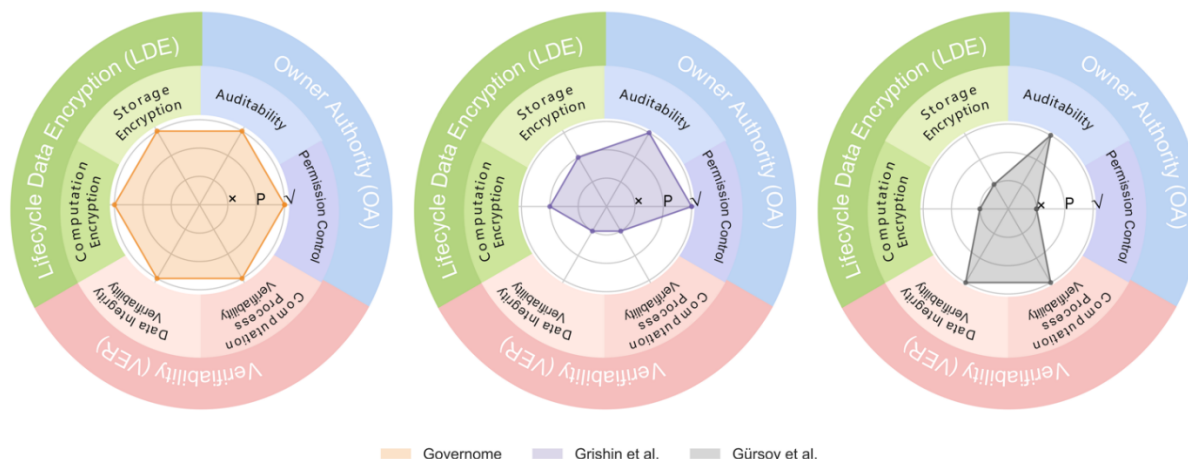 Lifecycle Data Encryption (LDE)
Owner Authority (OA)
Verifiability (VER)
Storage
Encryption
Auditability
Permission Control
Computation
Process
Verifiability
Data Integrity
Verifiability
Computation
Encryption
×
P
√
Lifecycle Data Encryption (LDE)
Owner Authority (OA)
Verifiability (VER)
Storage
Encryption
Auditability
Permission Control
Computation
Process
Verifiability
Data Integrity
Verifiability
Computation
Encryption
×
P
√
Lifecycle Data Encryption (LDE)
Owner Authority (OA)
Verifiability (VER)
Storage
Encryption
Auditability
Permission Control
Computation
Process
Verifiability
Data Integrity
Verifiability
Computation
Encryption
×
P
√
Governome
Grishin et al.
Gürsoy et al.